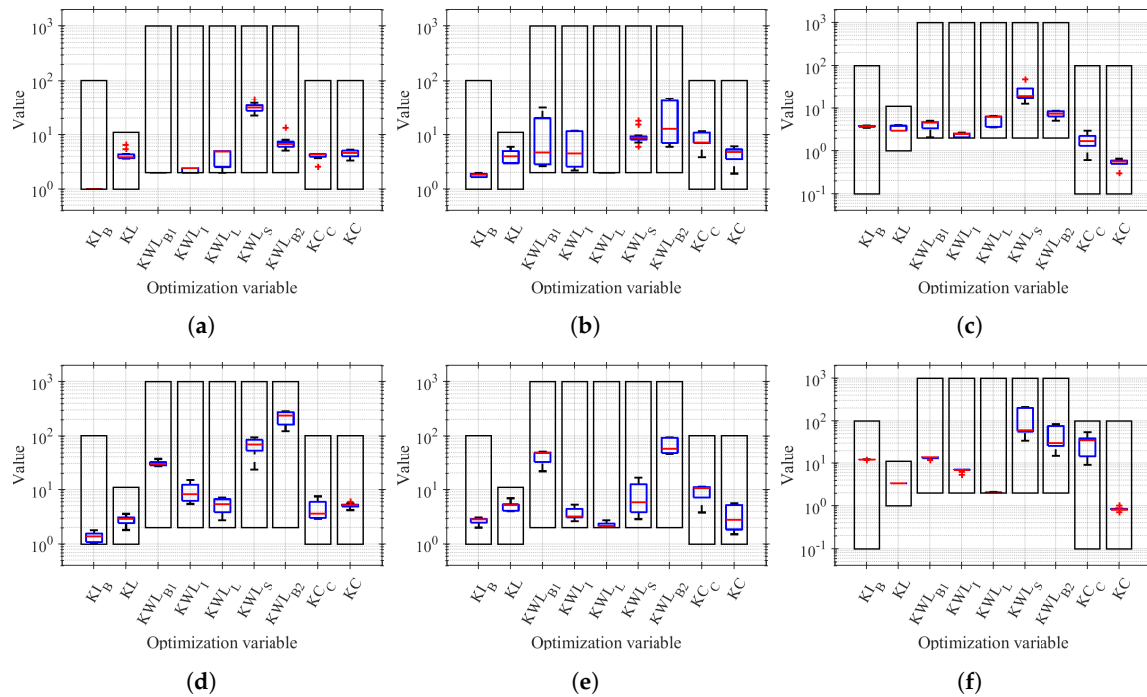 10^3
10^2
10^1
10^0
Value
KI_B
KL
KWL_B1
KWL_I
KWL_L
KWL_S
KWL_B2
KC_C
KC
Optimization variable
(a)
10^3
10^2
10^1
10^0
Value
KI_B
KL
KWL_B1
KWL_I
KWL_L
KWL_S
KWL_B2
KC_C
KC
Optimization variable
(b)
10^3
10^2
10^1
10^0
10^-1
Value
KI_B
KL
KWL_B1
KWL_I
KWL_L
KWL_S
KWL_B2
KC_C
KC
Optimization variable
(c)
10^3
10^2
10^1
10^0
Value
KI_B
KL
KWL_B1
KWL_I
KWL_L
KWL_S
KWL_B2
KC_C
KC
Optimization variable
(d)
10^3
10^2
10^1
10^0
Value
KI_B
KL
KWL_B1
KWL_I
KWL_L
KWL_S
KWL_B2
KC_C
KC
Optimization variable
(e)
10^3
10^2
10^1
10^0
10^-1
Value
KI_B
KL
KWL_B1
KWL_I
KWL_L
KWL_S
KWL_B2
KC_C
KC
Optimization variable
(f)